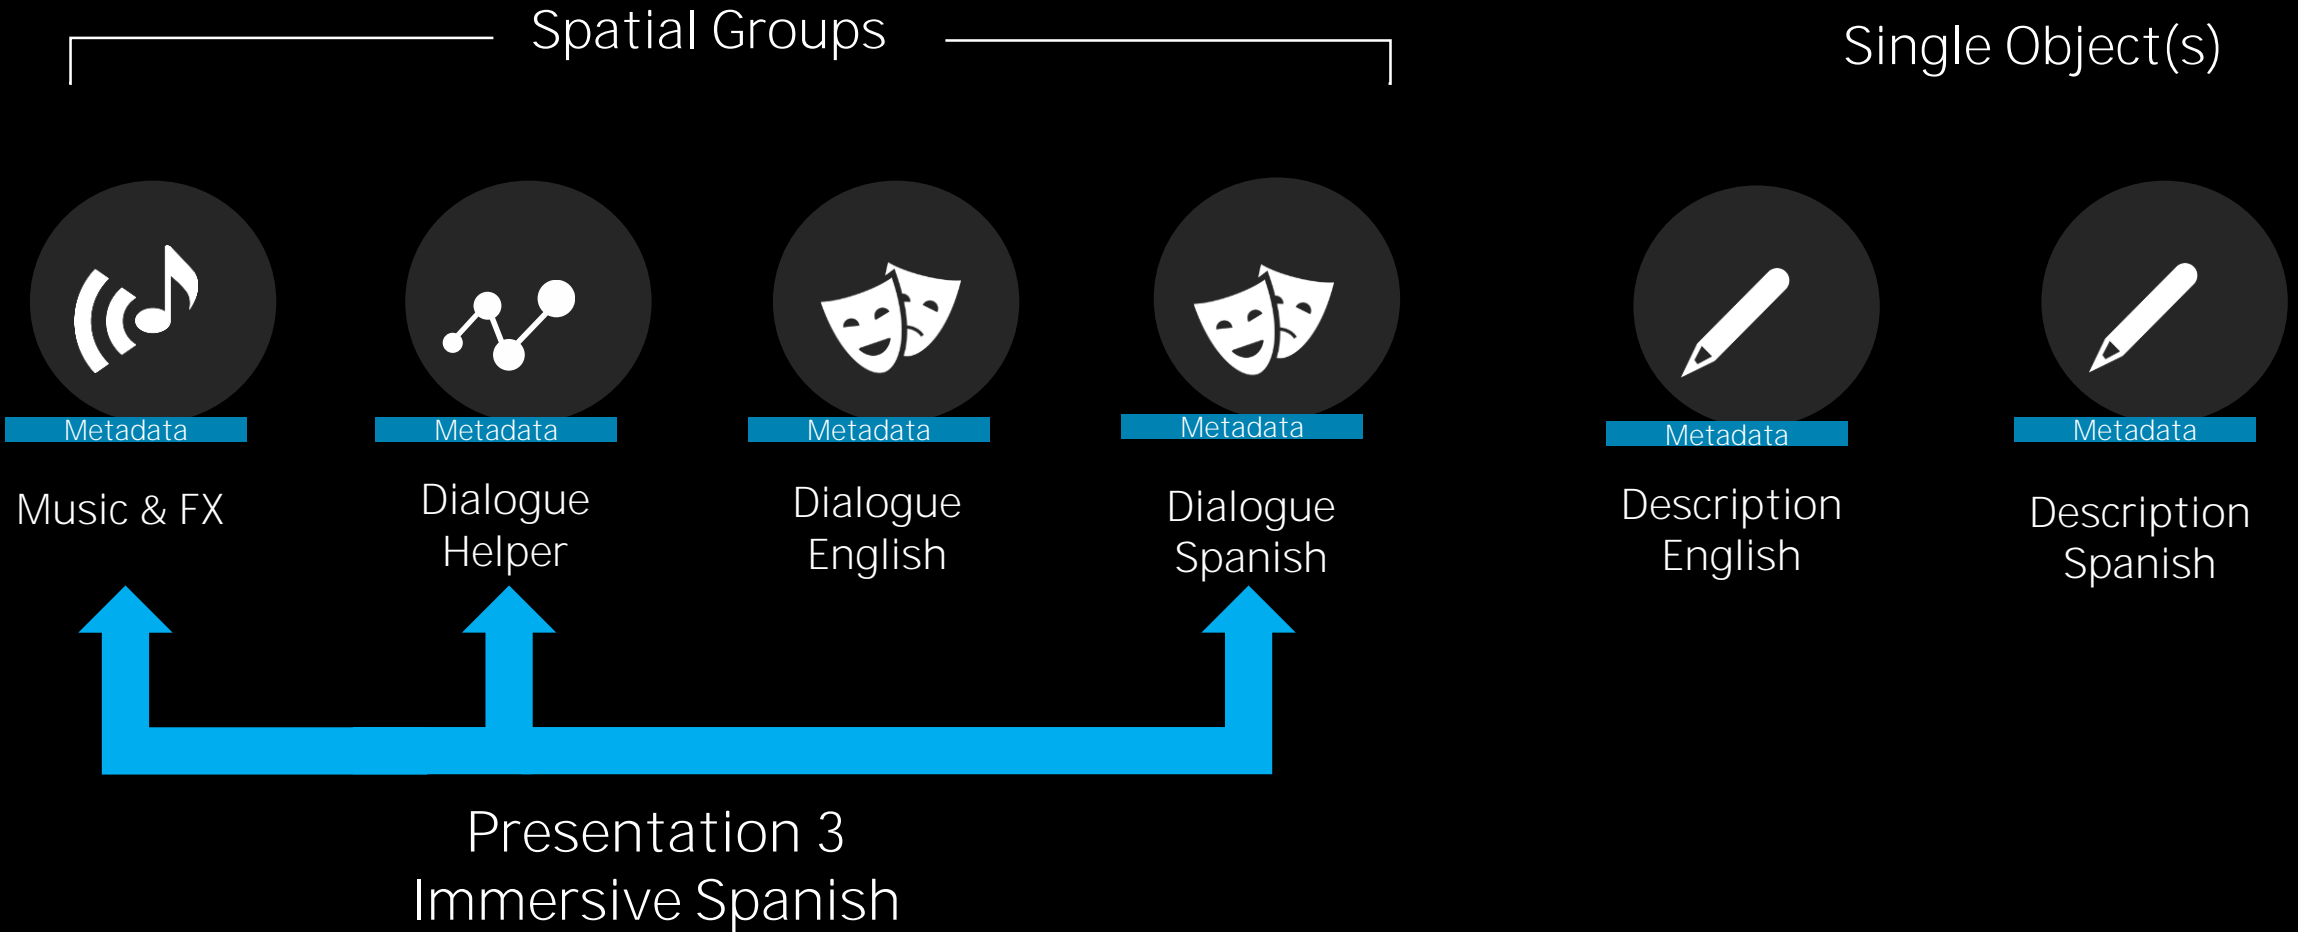 Spatial Groups
Single Object(s)
Metadata
Metadata
Metadata
Metadata
Metadata
Metadata
Music & FX
Dialogue
Helper
Dialogue
English
Dialogue
Spanish
Description
English
Description
Spanish
Presentation 3
Immersive Spanish